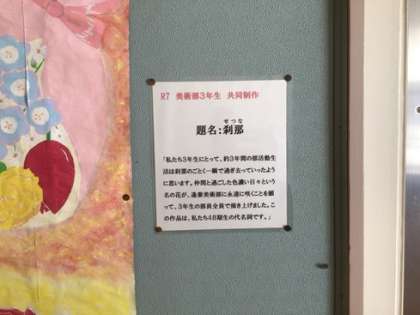 R7 美術部3年生 共同制作
せつな
題名:刹那
「私たち3年生にとって、約3年間の部活動生
活は刹那のごとく一瞬で過ぎ去っていったよう
に思います。仲間と過ごした色濃い日々という
名の花が、逢東美術部に永遠に咲くことを願
って、3年生の部員全員で描き上げました。こ
の作品は、私たち48期生の代名詞です。」